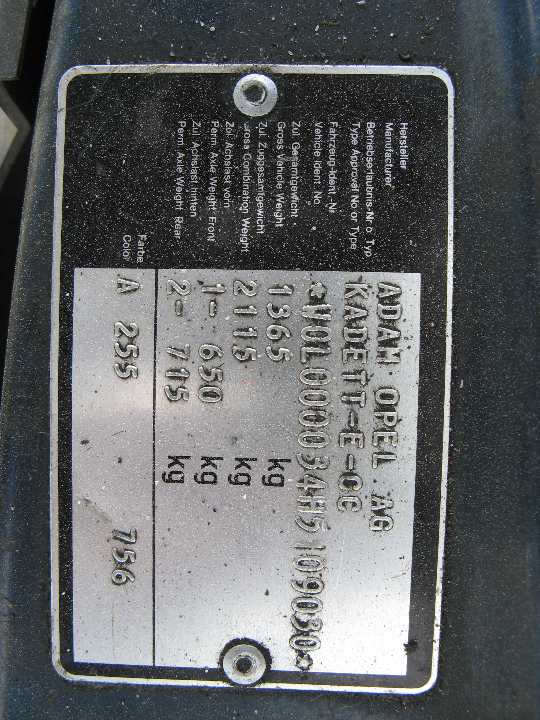 Hersteller
Manufacturer
ADAM OPEL AG
Betriebserlaubnis-Nr o Typ
Type Approval No or Type
KADETT-E-CC
Fahrzeug-Ident.-Nr
Vehicle Ident. No
*W0L000034H5109030*
Zul. Gesamtgewicht
Gross Vehicle Weight
1365 kg
Zul. Zuggesamtgewicht
Gross Combination Weight
2115 kg
Zul. Achslast vorn
Perm. Axle Weight Front
1- 650 kg
Zul. Achslast hinten
Perm. Axle Weight Rear
2- 715 kg
Farbe
Color
A 255 756